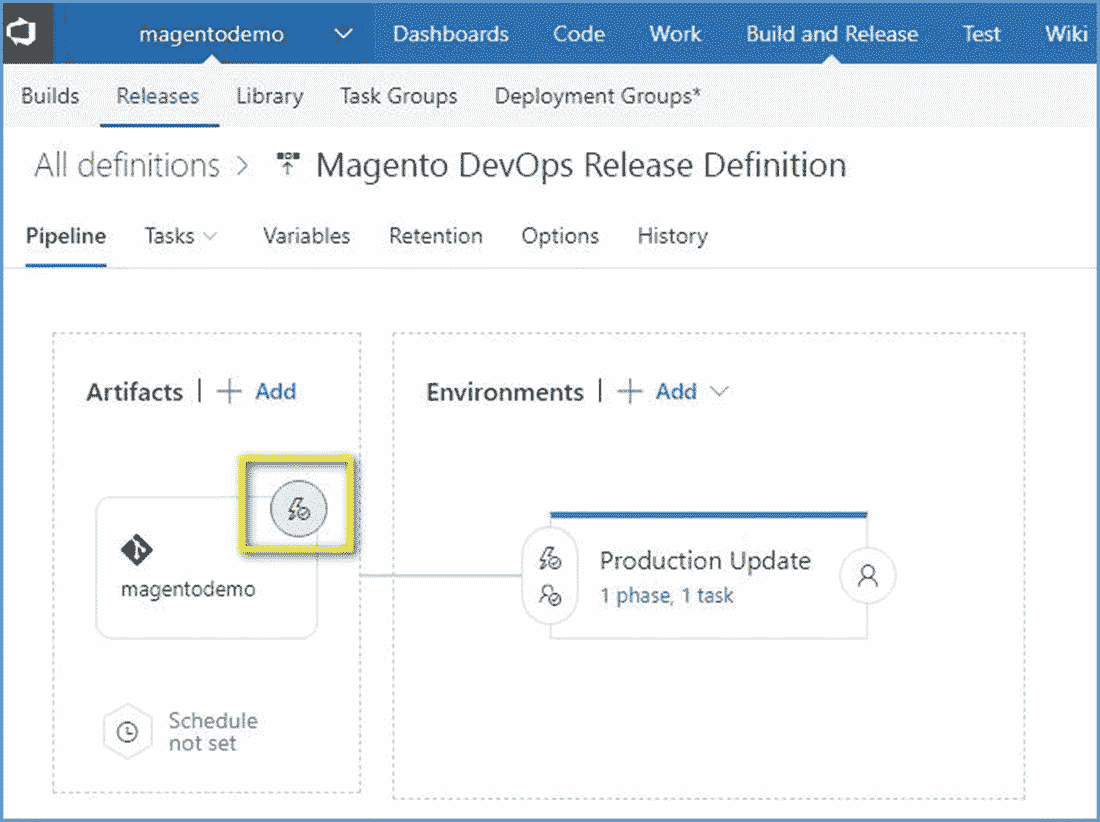 magentodemo Dashboards Code Work Build and Release Test Wiki
Builds Releases Library Task Groups Deployment Groups*
All definitions > Magento DevOps Release Definition
Pipeline Tasks Variables Retention Options History
Artifacts | + Add
Environments | + Add
magentodemo
Production Update
1 phase, 1 task
Schedule
not set